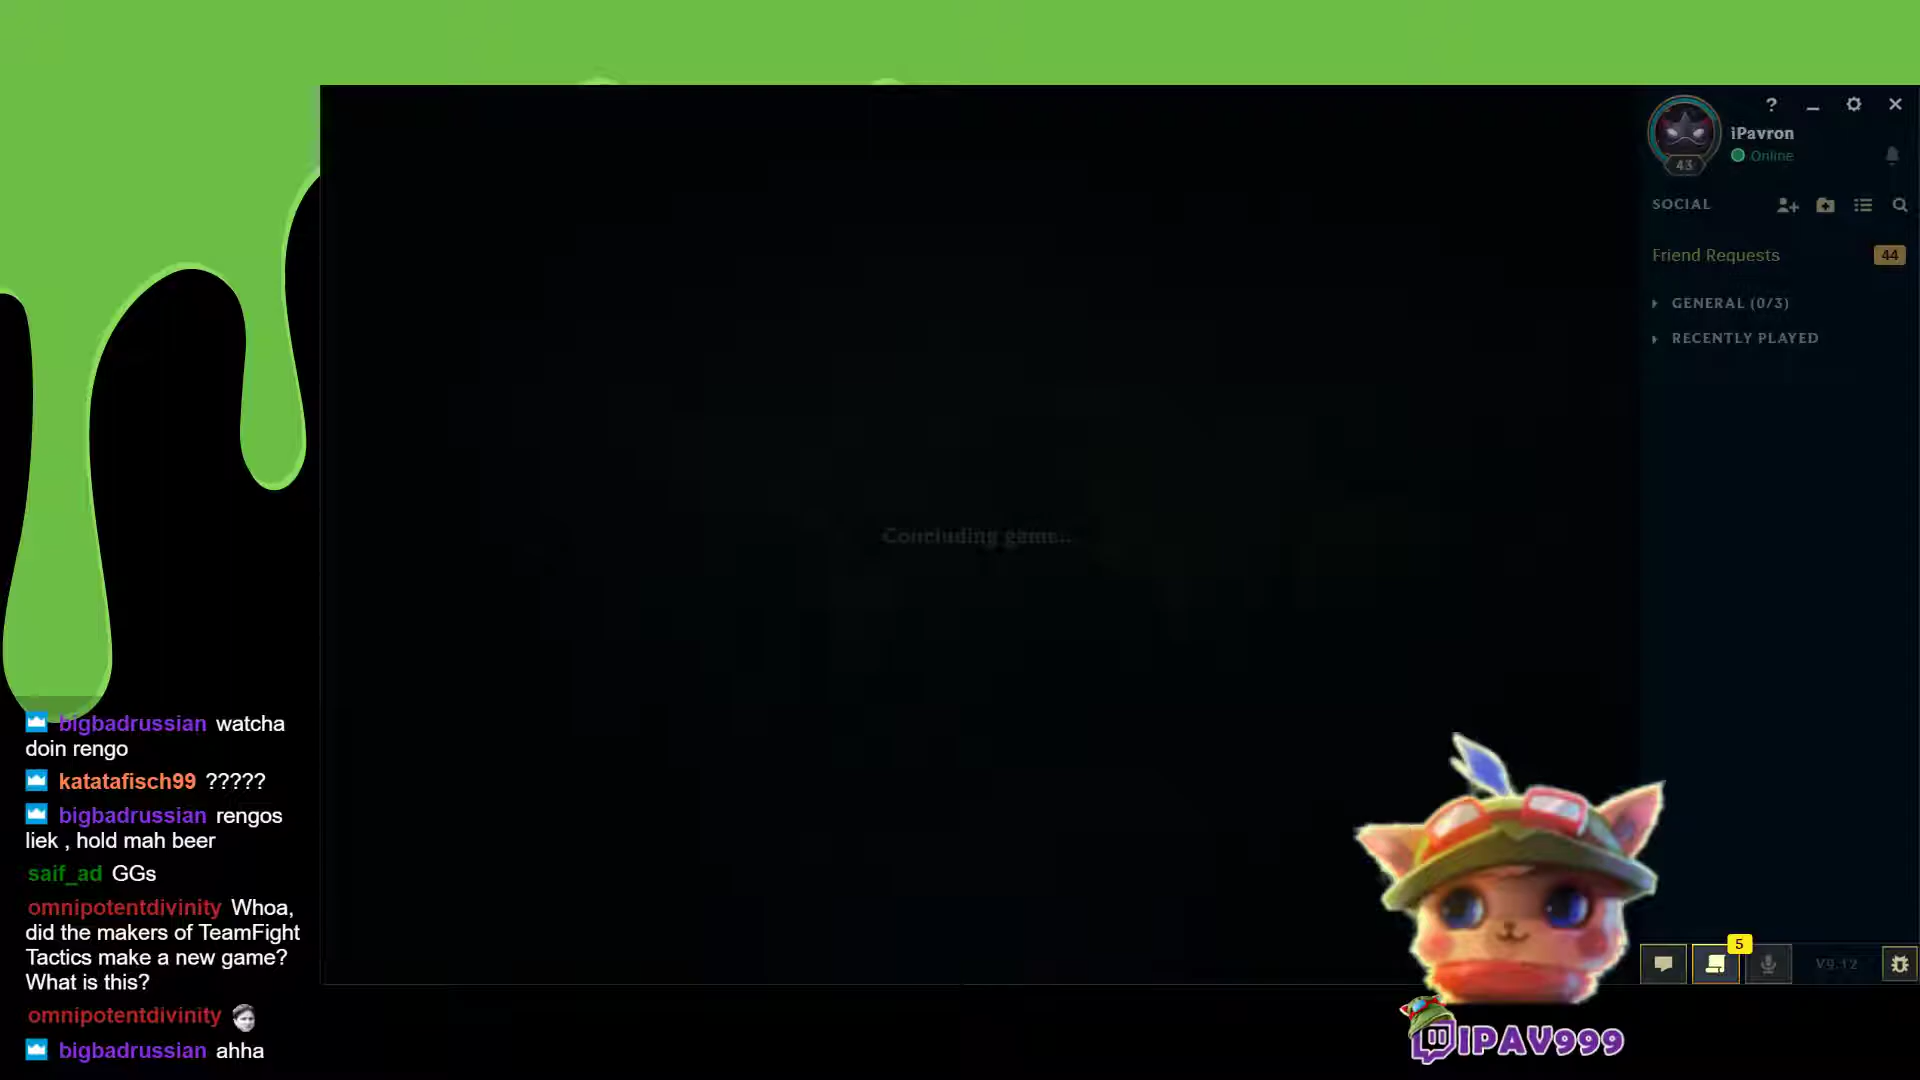 ?
iPavron
43
Online
SOCIAL
Friend Requests
44
GENERAL (0/3)
RECENTLY PLAYED
Concluding game...
bigbadrussian watcha
doin rengo
katatafisch99 ?????
bigbadrussian rengos
liek , hold mah beer
saif_ad GGs
omnipotentdivinity Whoa,
did the makers of TeamFight
Tactics make a new game?
What is this?
omnipotentdivinity
bigbadrussian ahha
5
V9.12
IPAV999